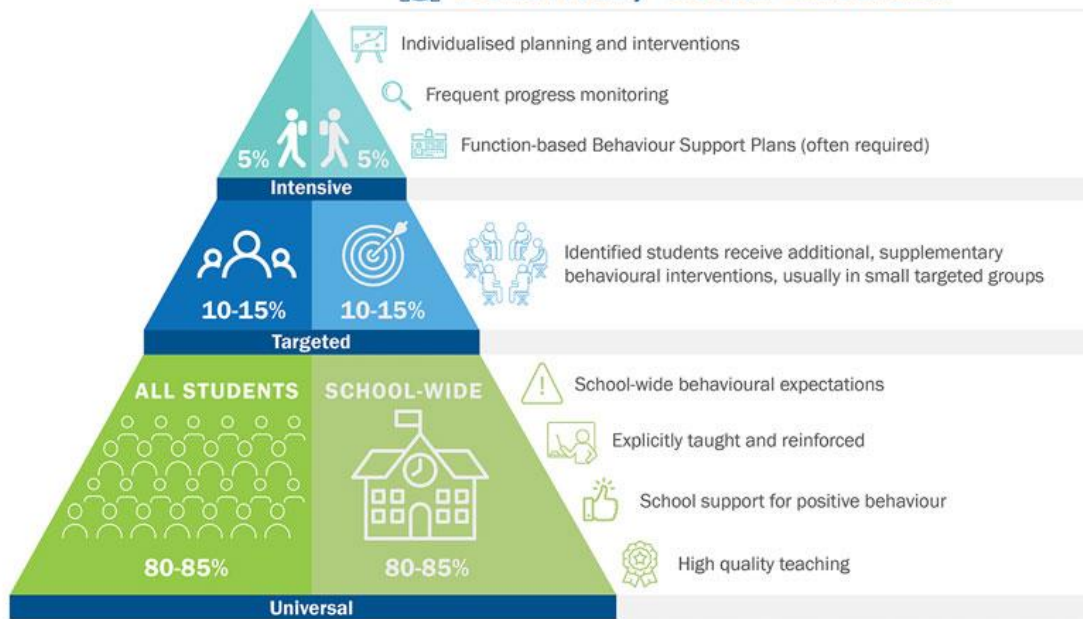 Individualised planning and interventions
Frequent progress monitoring
Function-based Behaviour Support Plans (often required)
5% 5%
Intensive
Identified students receive additional, supplementary
behavioural interventions, usually in small targeted groups
10-15% 10-15%
Targeted
ALL STUDENTS SCHOOL-WIDE
School-wide behavioural expectations
Explicitly taught and reinforced
School support for positive behaviour
High quality teaching
80-85% 80-85%
Universal